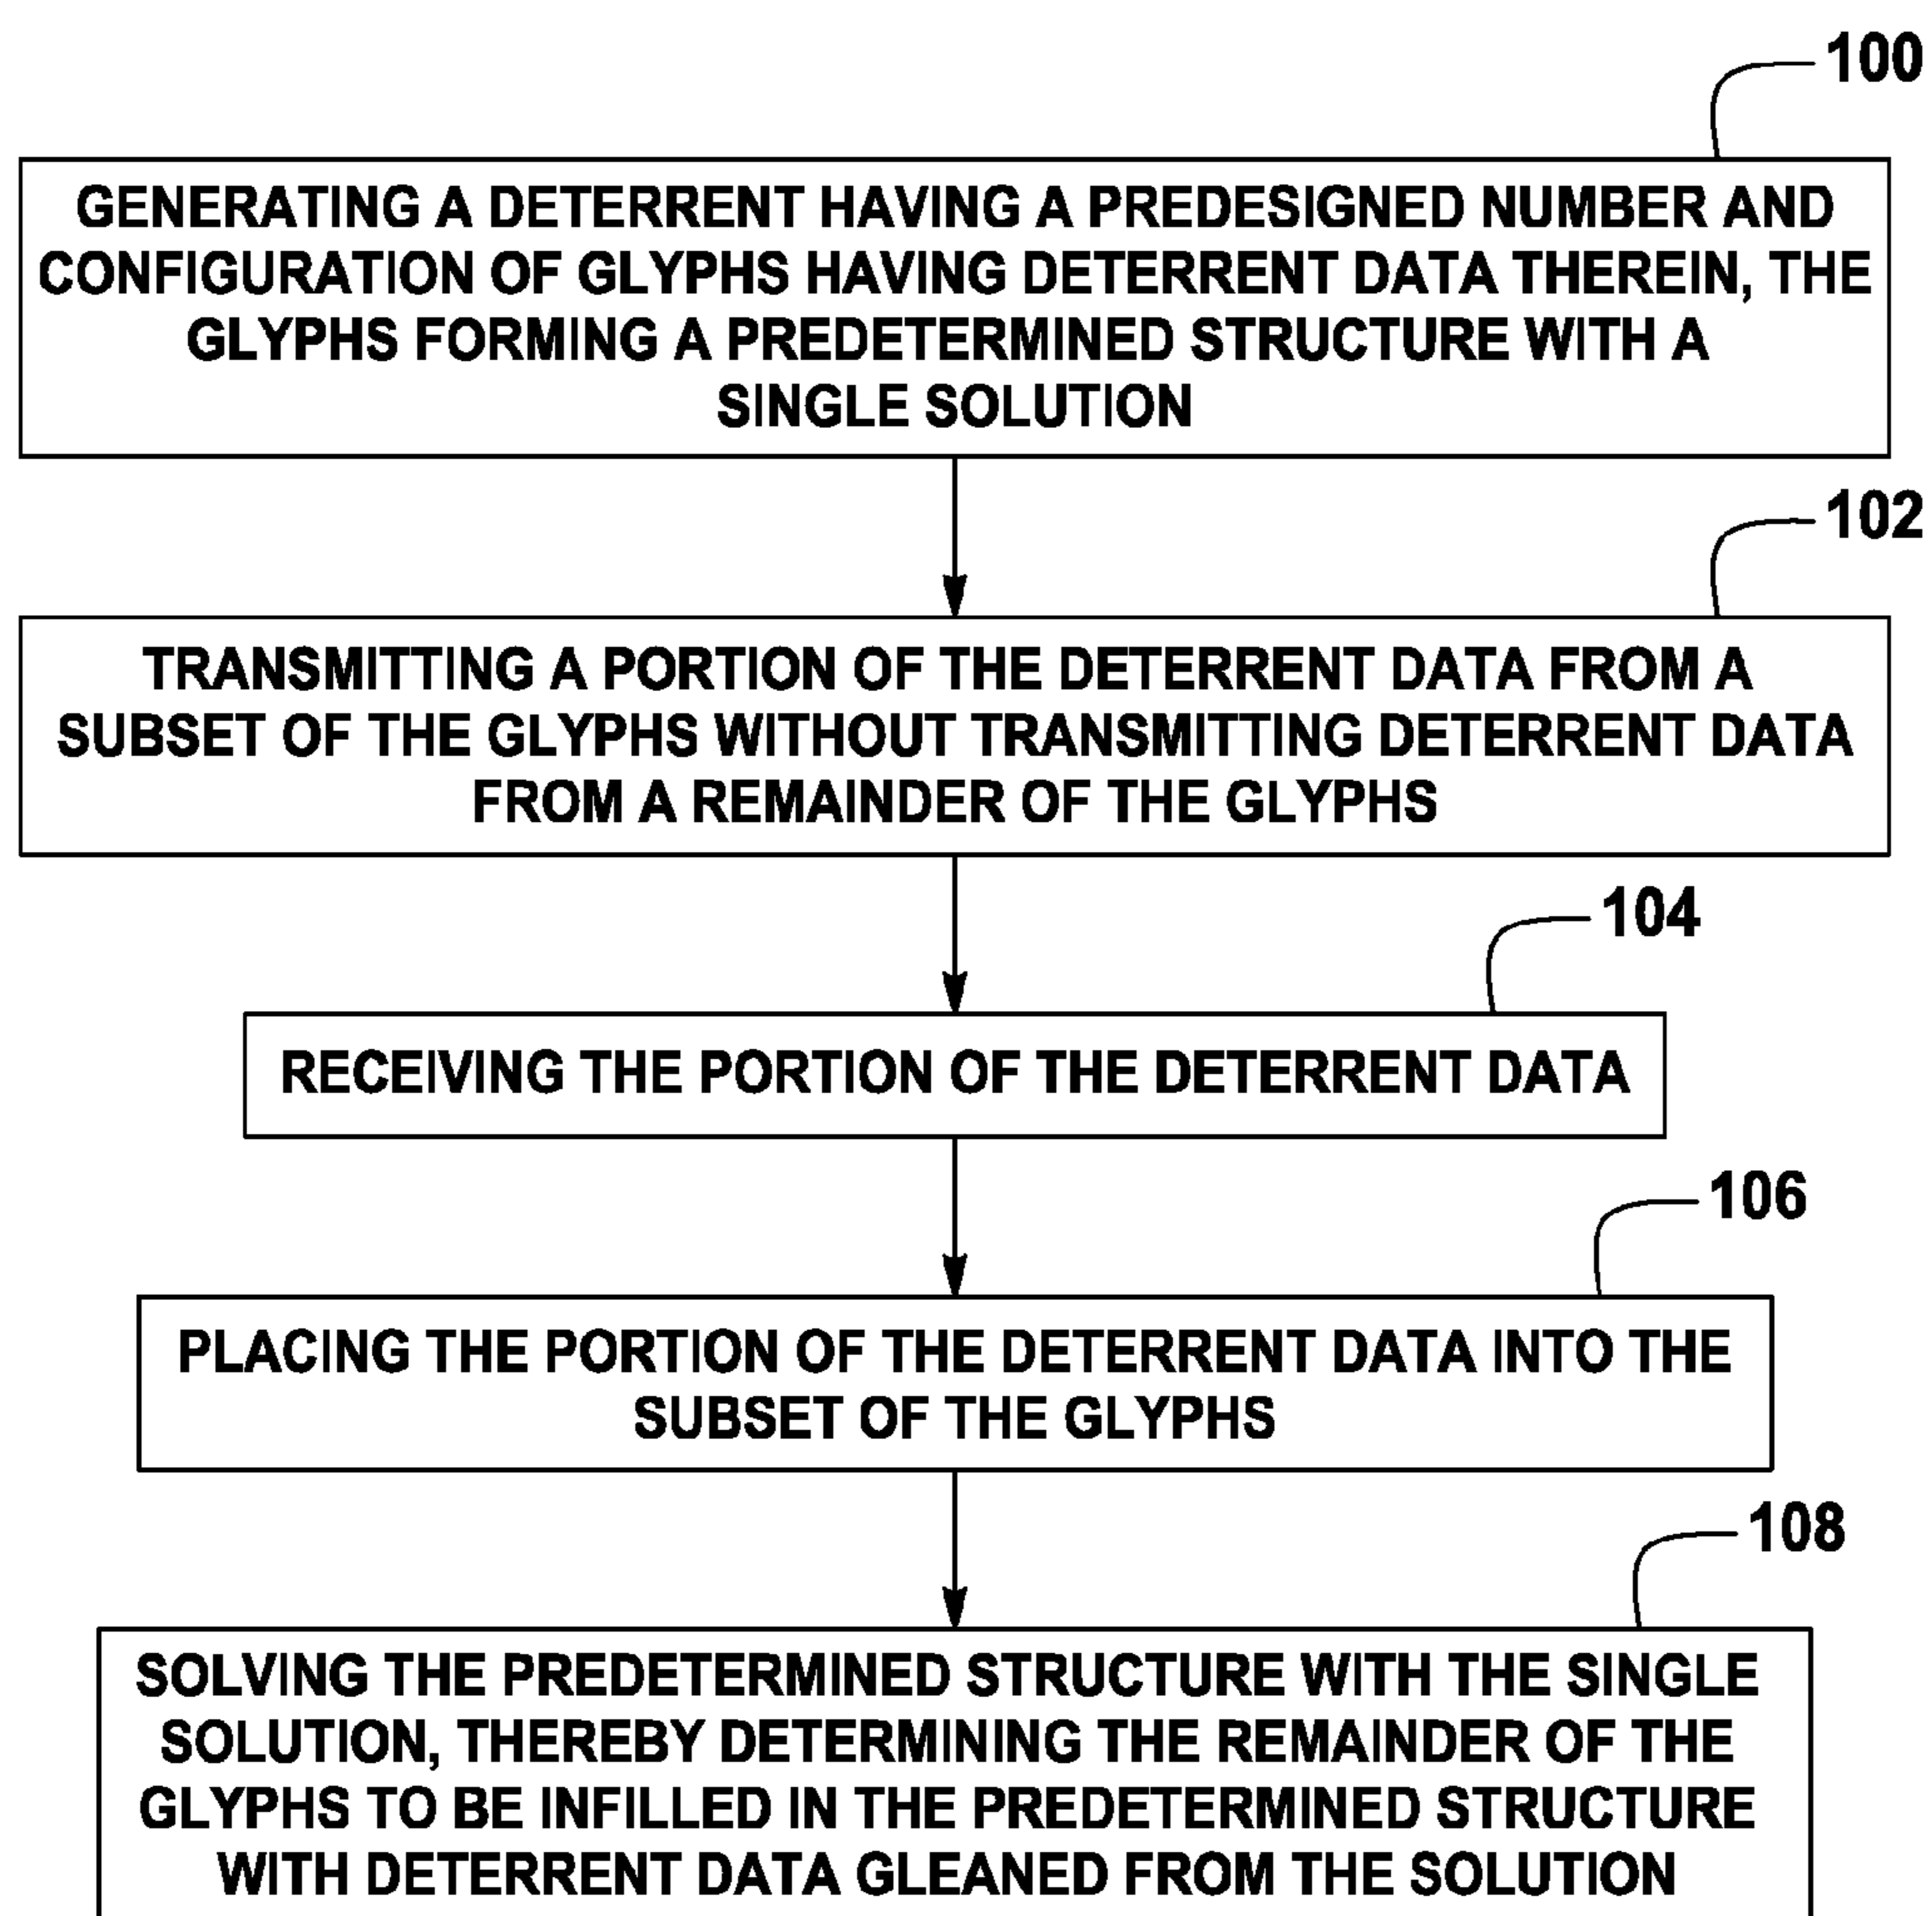 100
GENERATING A DETERRENT HAVING A PREDESIGNED NUMBER AND
CONFIGURATION OF GLYPHS HAVING DETERRENT DATA THEREIN, THE
GLYPHS FORMING A PREDETERMINED STRUCTURE WITH A
SINGLE SOLUTION
102
TRANSMITTING A PORTION OF THE DETERRENT DATA FROM A
SUBSET OF THE GLYPHS WITHOUT TRANSMITTING DETERRENT DATA
FROM A REMAINDER OF THE GLYPHS
104
RECEIVING THE PORTION OF THE DETERRENT DATA
106
PLACING THE PORTION OF THE DETERRENT DATA INTO THE
SUBSET OF THE GLYPHS
108
SOLVING THE PREDETERMINED STRUCTURE WITH THE SINGLE
SOLUTION, THEREBY DETERMINING THE REMAINDER OF THE
GLYPHS TO BE INFILLED IN THE PREDETERMINED STRUCTURE
WITH DETERRENT DATA GLEANED FROM THE SOLUTION